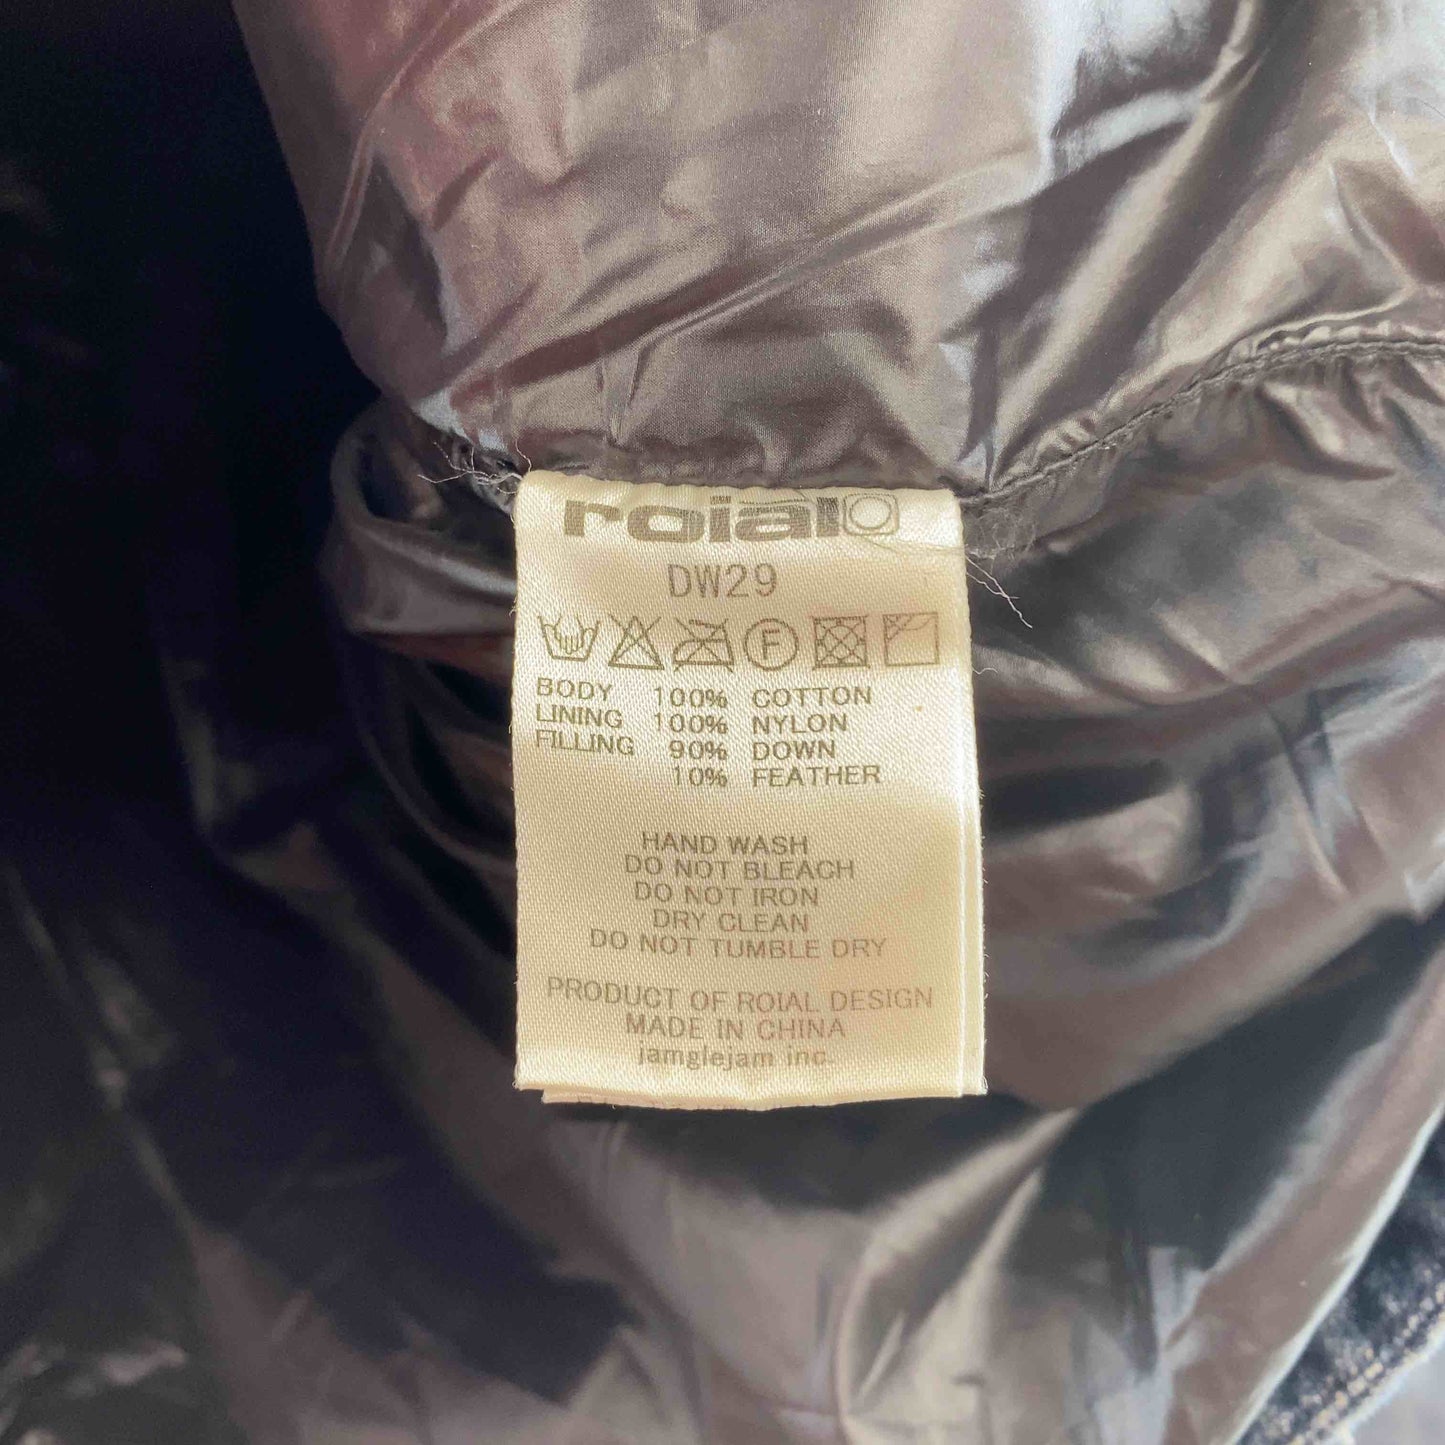 roial
DW29
F
BODY 100% COTTON
LINING 100% NYLON
FILLING 90% DOWN
10% FEATHER
HAND WASH
DO NOT BLEACH
DO NOT IRON
DRY CLEAN
DO NOT TUMBLE DRY
PRODUCT OF ROIAL DESIGN
MADE IN CHINA
jamglejam inc.